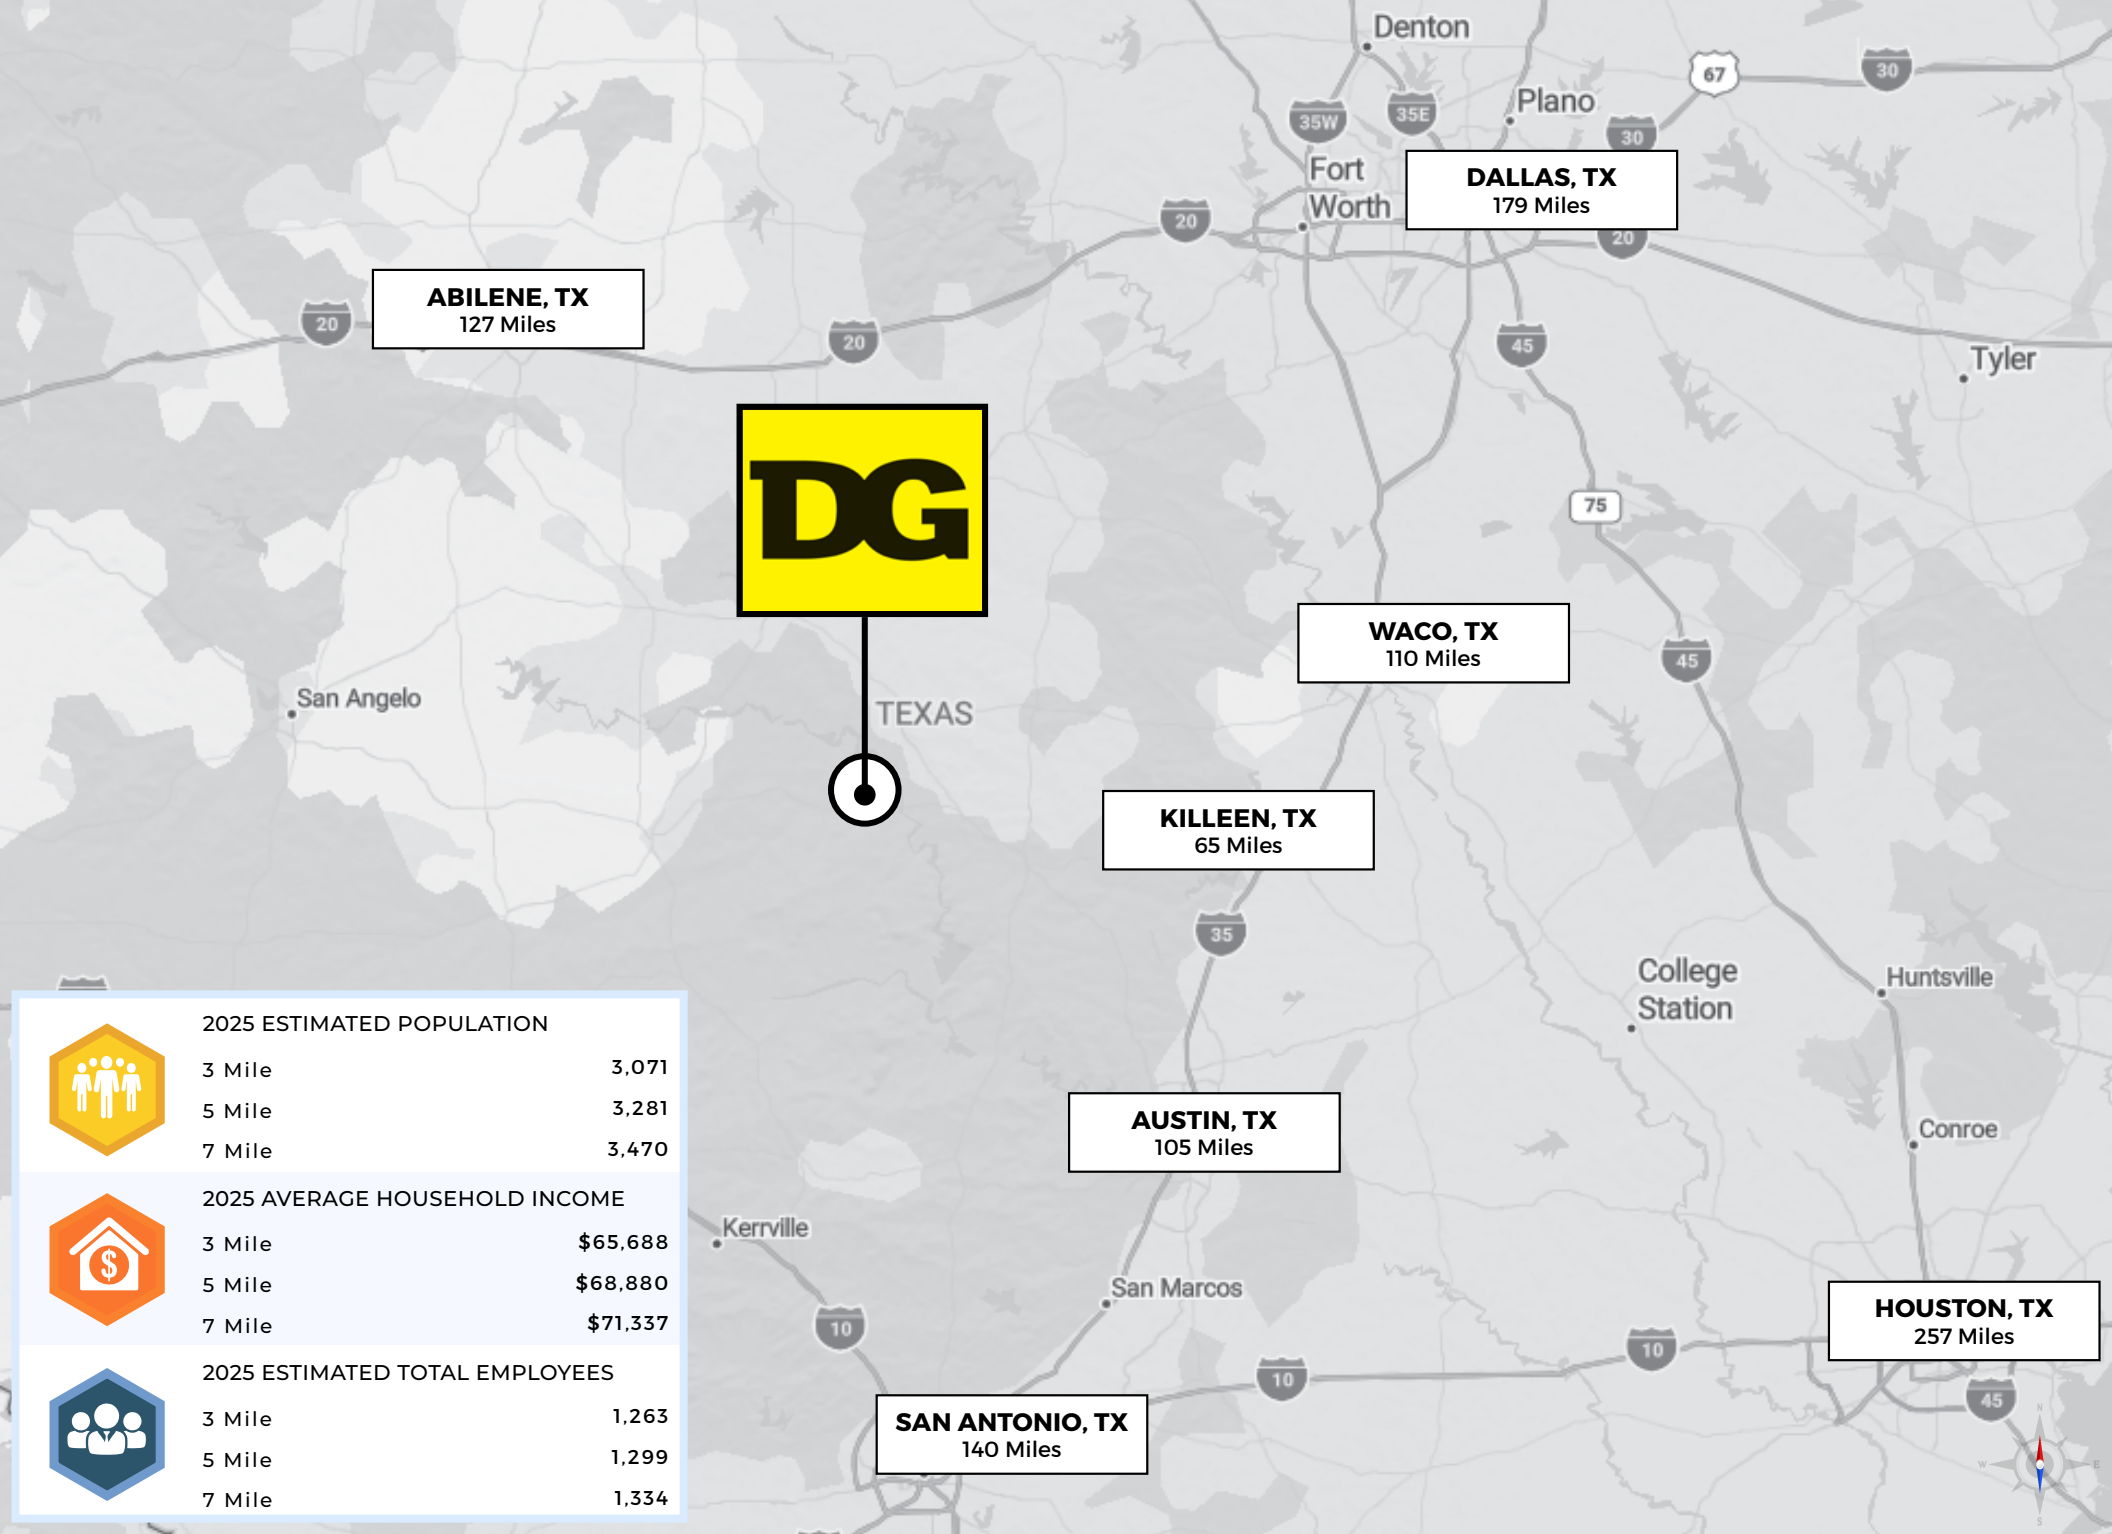 Denton
67
30
35W
35E
Plano
30
Fort
Worth
DALLAS, TX
179 Miles
20
20
ABILENE, TX
127 Miles
20
20
45
Tyler
DG
75
WACO, TX
110 Miles
45
San Angelo
TEXAS
KILLEEN, TX
65 Miles
35
College
Station
Huntsville
2025 ESTIMATED POPULATION
3 Mile 3,071
5 Mile 3,281
7 Mile 3,470
2025 AVERAGE HOUSEHOLD INCOME
3 Mile $65,688
5 Mile $68,880
7 Mile $71,337
2025 ESTIMATED TOTAL EMPLOYEES
3 Mile 1,263
5 Mile 1,299
7 Mile 1,334
AUSTIN, TX
105 Miles
Conroe
Kerrville
San Marcos
10
HOUSTON, TX
257 Miles
10
10
45
SAN ANTONIO, TX
140 Miles
N
W
E
S